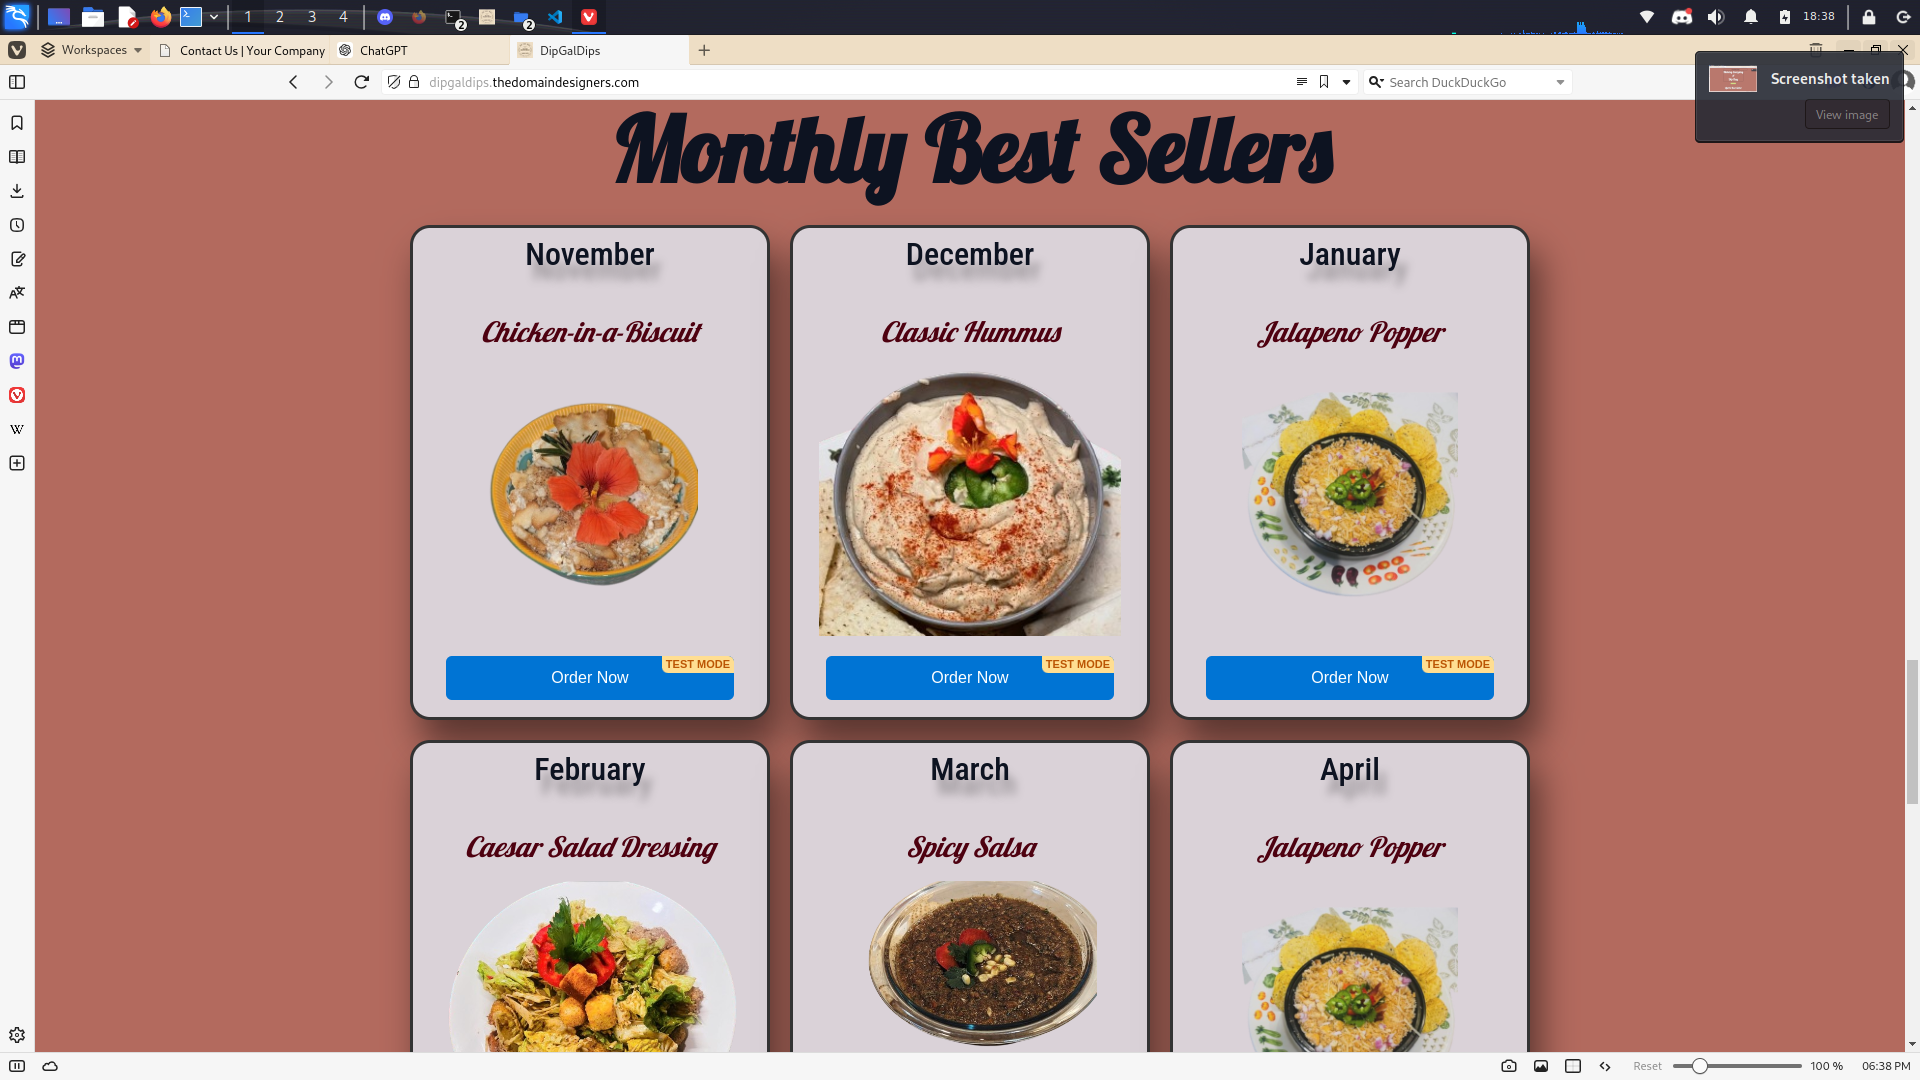 1 2 3 4 2 2 18:38
Workspaces Contact Us | Your Company ChatGPT DipGalDips
dipgaldips.thedomaindesigners.com Search DuckDuckGo
Screenshot taken
View image
Monthly Best Sellers
November December January
Chicken-in-a-Biscuit Classic Hummus Jalapeno Popper
TEST MODE TEST MODE TEST MODE
Order Now Order Now Order Now
February March April
Caesar Salad Dressing Spicy Salsa Jalapeno Popper
Reset 100 % 06:38 PM